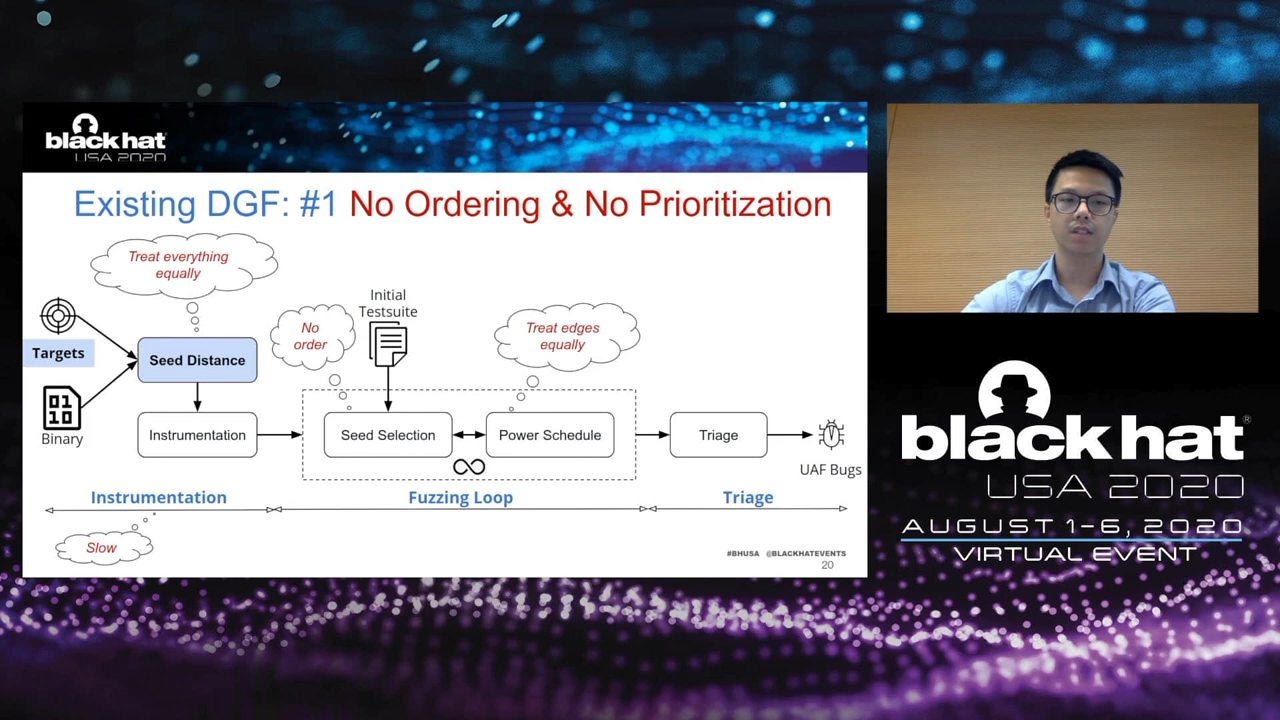 black hat
USA 2020
Existing DGF: #1 No Ordering & No Prioritization
Treat everything
equally
No
order
Initial
Testsuite
Treat edges
equally
Targets
Seed Distance
01
10
Binary
Instrumentation
Seed Selection
Power Schedule
Triage
UAF Bugs
Instrumentation
Fuzzing Loop
Triage
Slow
#BHUSA @BLACKHATEVENTS
20
black hat®
USA 2020
AUGUST 1-6, 2020
VIRTUAL EVENT